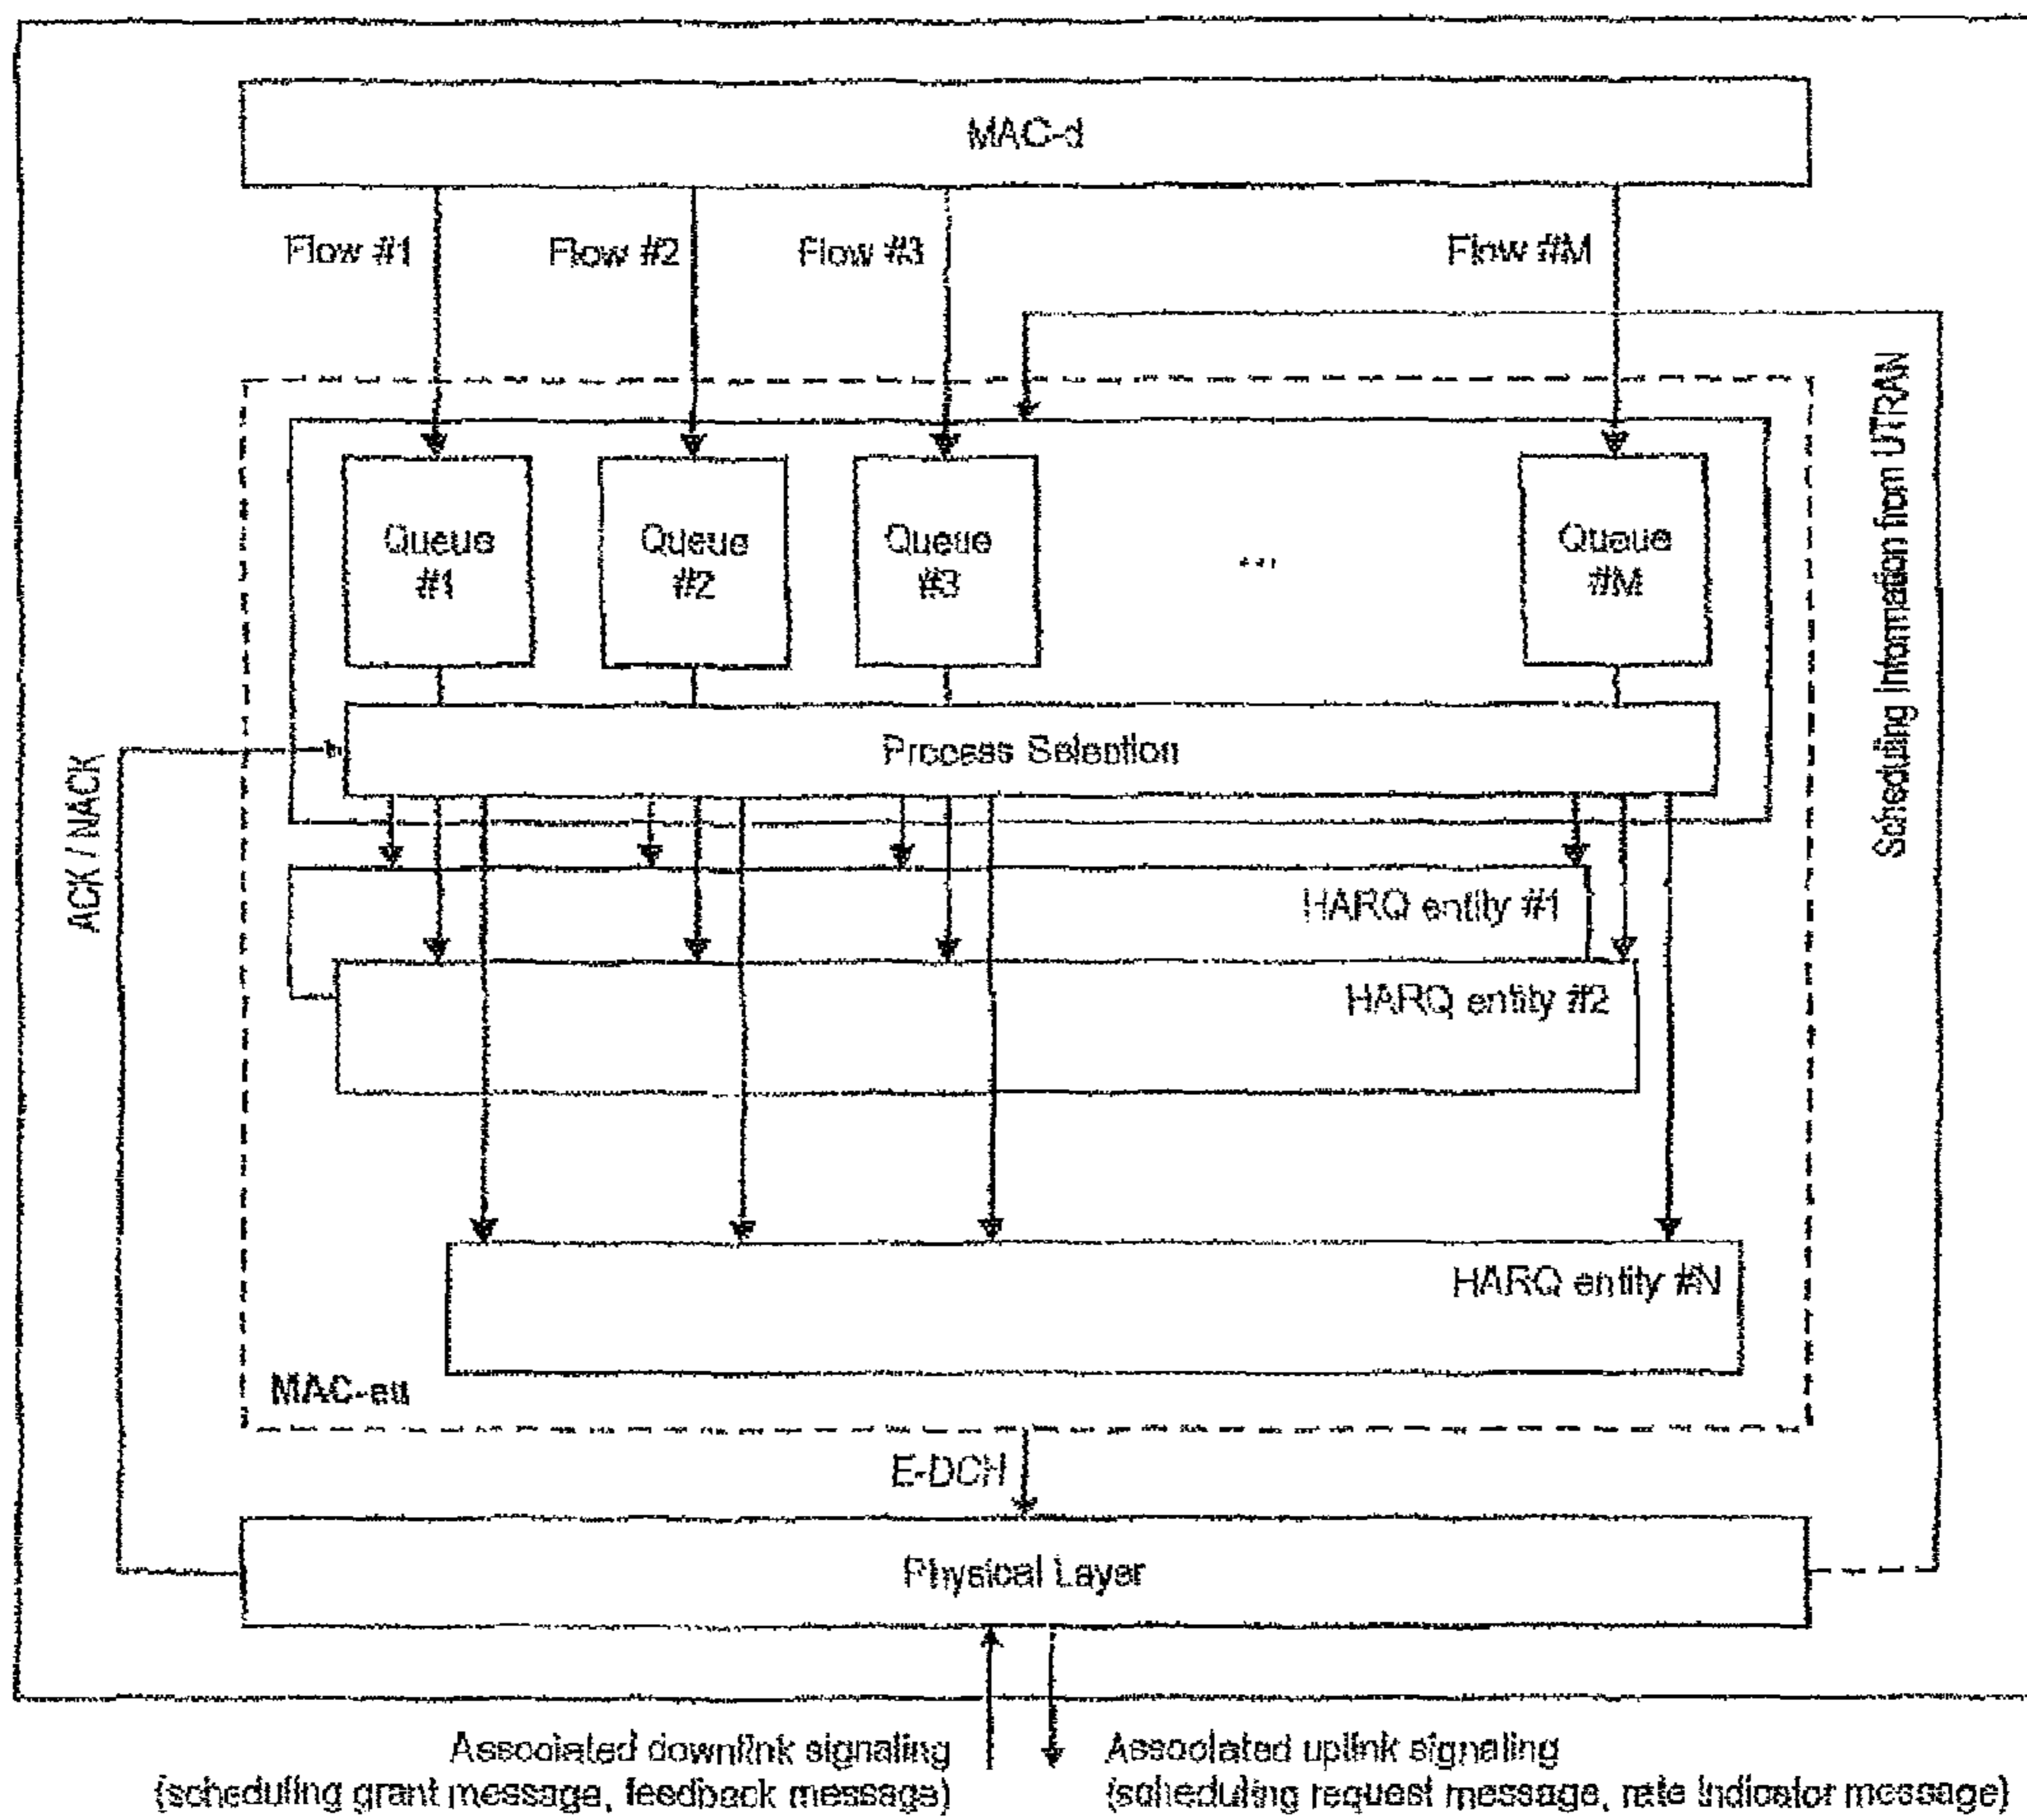 MAC-d
Flow #1
Flow #2
Flow #3
Flow #M
Scheduling Information from UTRAN
Queue
#1
Queue
#2
Queue
#3
...
Queue
#M
Process Selection
ACK / NACK
HARQ entity #1
HARQ entity #2
HARQ entity #N
MAC-eu
E-DCH
Physical Layer
Associated downlink signaling
(scheduling grant message, feedback message)
Associated uplink signaling
(scheduling request message, rate indicator message)